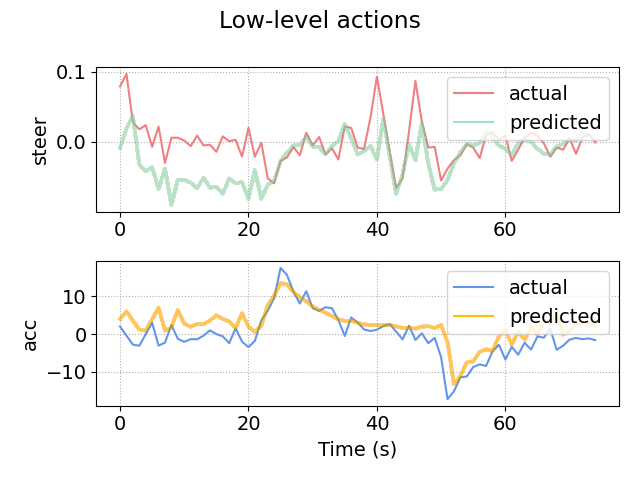 Low-level actions
0.1
0.0
steer
actual
predicted
0
20
40
60
10
0
−10
acc
actual
predicted
0
20
40
60
Time (s)